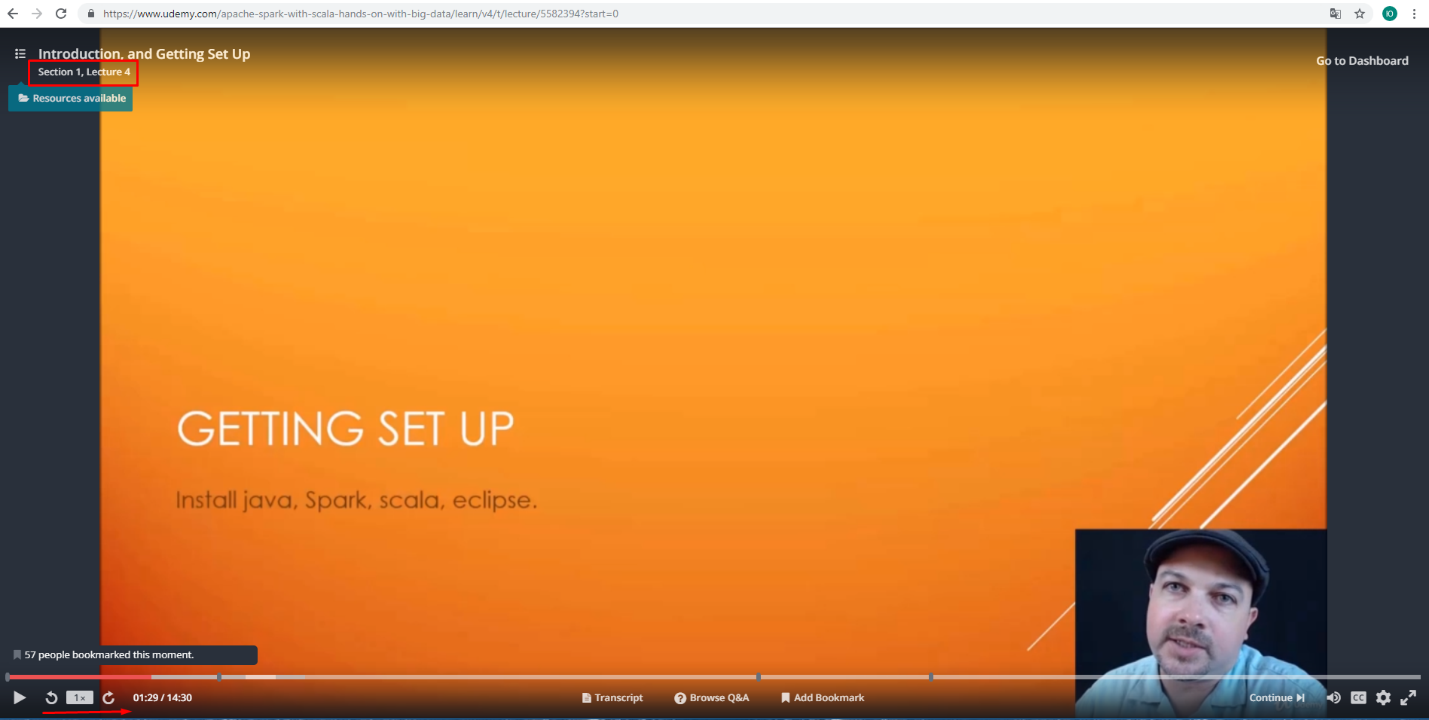 https://www.udemy.com/apache-spark-with-scala-hands-on-with-big-data/learn/v4/t/lecture/5582394?start=0
IO
Introduction, and Getting Set Up
Section 1, Lecture 4
Go to Dashboard
Resources available
GETTING SET UP
Install java, Spark, scala, eclipse.
57 people bookmarked this moment.
1x 01:29 / 14:30 Transcript Browse Q&A Add Bookmark Continue CC